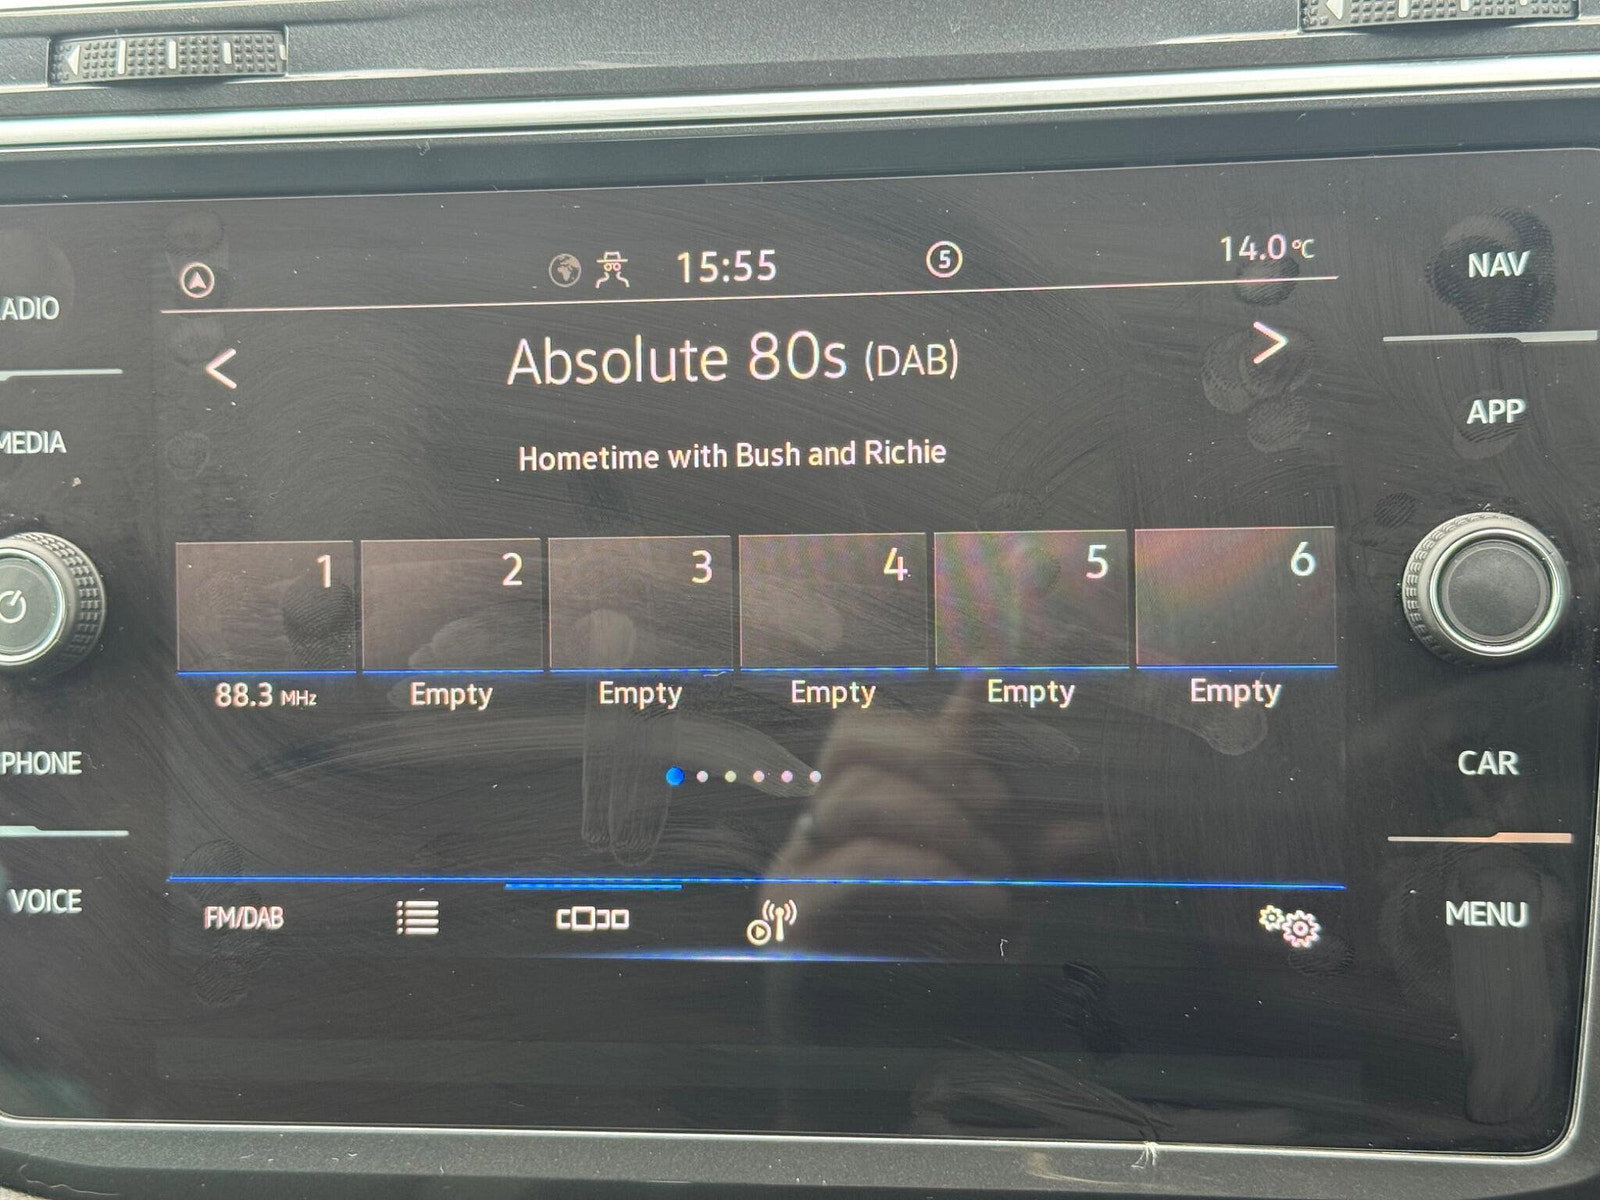 15:55
5
14.0 °C
NAV
ADIO
Absolute 80s (DAB)
APP
MEDIA
Hometime with Bush and Richie
1 2 3 4 5 6
88.3 MHz Empty Empty Empty Empty Empty
PHONE
CAR
VOICE
FM/DAB
MENU